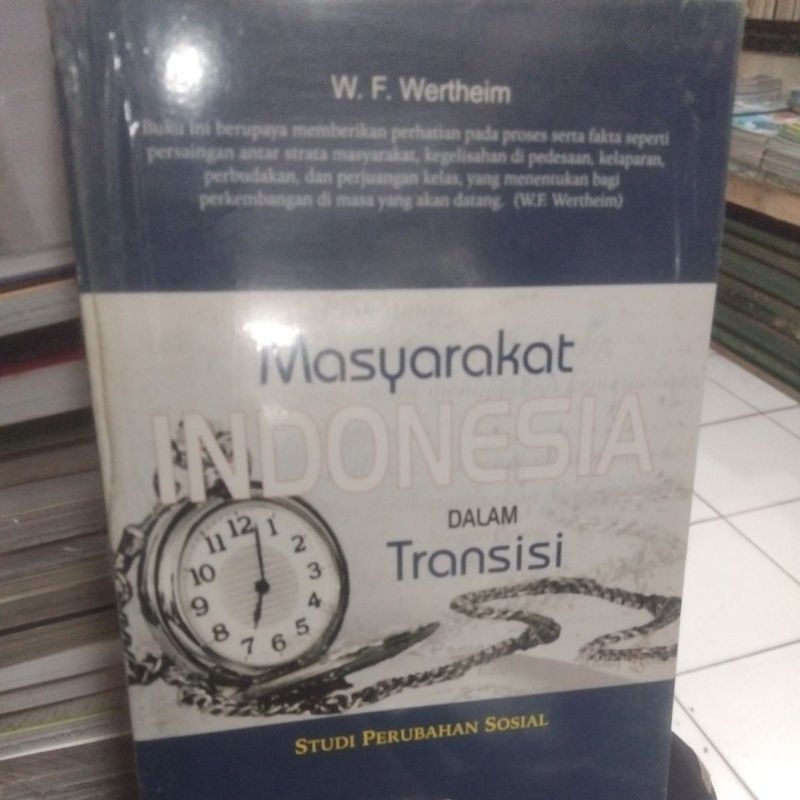 W. F. Wertheim
Buku ini berupaya memberikan perhatian pada proses serta fakta seperti
persaingan antar strata masyarakat, kegelisahan di pedesaan, kelaparan,
perbudakan, dan perjuangan kelas, yang menentukan bagi
perkembangan di masa yang akan datang. (W.F. Wertheim)
Masyarakat
INDONESIA
DALAM
Transisi
12
1
2
3
4
5
6
7
8
9
10
11
STUDI PERUBAHAN SOSIAL